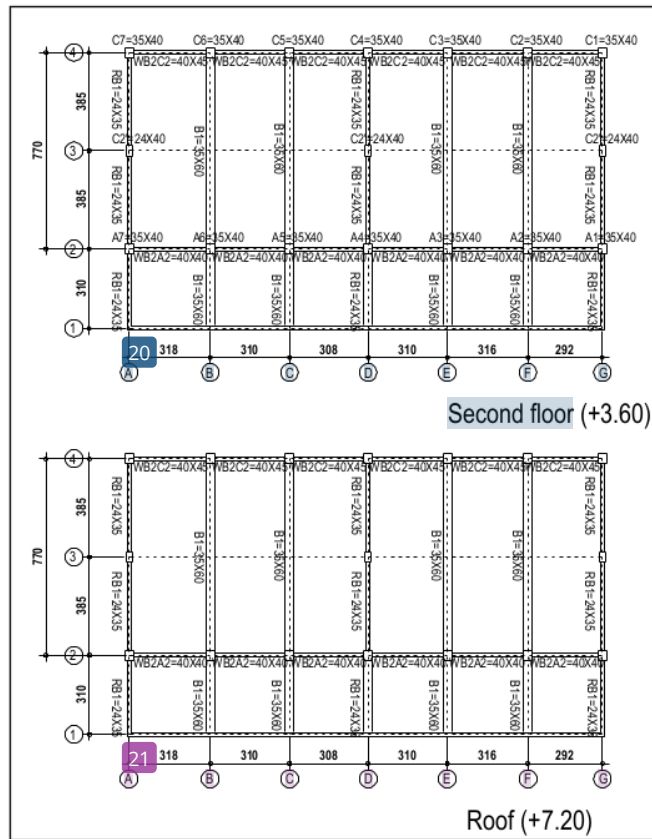 C7=35X40 C6=35X40 C5=35X40 C4=35X40 C3=35X40 C2=35X40 C1=35X40
4
WB2C2=40X45 WB2C2=40X45 WB2C2=40X45 WB2C2=40X45 WB2C2=40X45 WB2C2=40X45
RB1=24X35 RB1=24X35 RB1=24X35
385
770
C2'=24X40 C2'=24X40 C2'=24X40
3
B1=35X60 B1=35X60 B1=35X60 B1=35X60
385
RB1=24X35 RB1=24X35 RB1=24X35
A7=35X40 A6=35X40 A5=35X40 A4=35X40 A3=35X40 A2=35X40 A1=35X40
2
WB2A2=40X40 WB2A2=40X40 WB2A2=40X40 WB2A2=40X40 WB2A2=40X40 WB2A2=40X40
310
RB1=24X35 B1=35X60 B1=35X60 RB1=24X35 B1=35X60 B1=35X60 RB1=24X35
1
20 318 310 308 310 316 292
A B C D E F G
Second floor (+3.60)
4
WB2C2=40X45 WB2C2=40X45 WB2C2=40X45 WB2C2=40X45 WB2C2=40X45 WB2C2=40X45
RB1=24X35 RB1=24X35 RB1=24X35
385
770
3
B1=35X60 B1=35X60 B1=35X60 B1=35X60
385
RB1=24X35 RB1=24X35 RB1=24X35
2
WB2A2=40X40 WB2A2=40X40 WB2A2=40X40 WB2A2=40X40 WB2A2=40X40 WB2A2=40X40
310
RB1=24X35 B1=35X60 B1=35X60 RB1=24X35 B1=35X60 B1=35X60 RB1=24X35
1
21 318 310 308 310 316 292
A B C D E F G
Roof (+7.20)